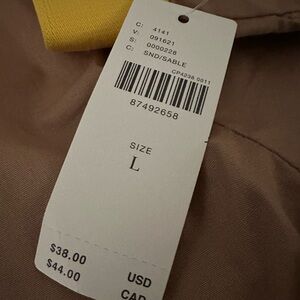 C: 4141
V: 091621
S: 0000228
C: SND/SABLE
CP4238 0811
87492658
SIZE
L
$38.00 USD
$44.00 CAD